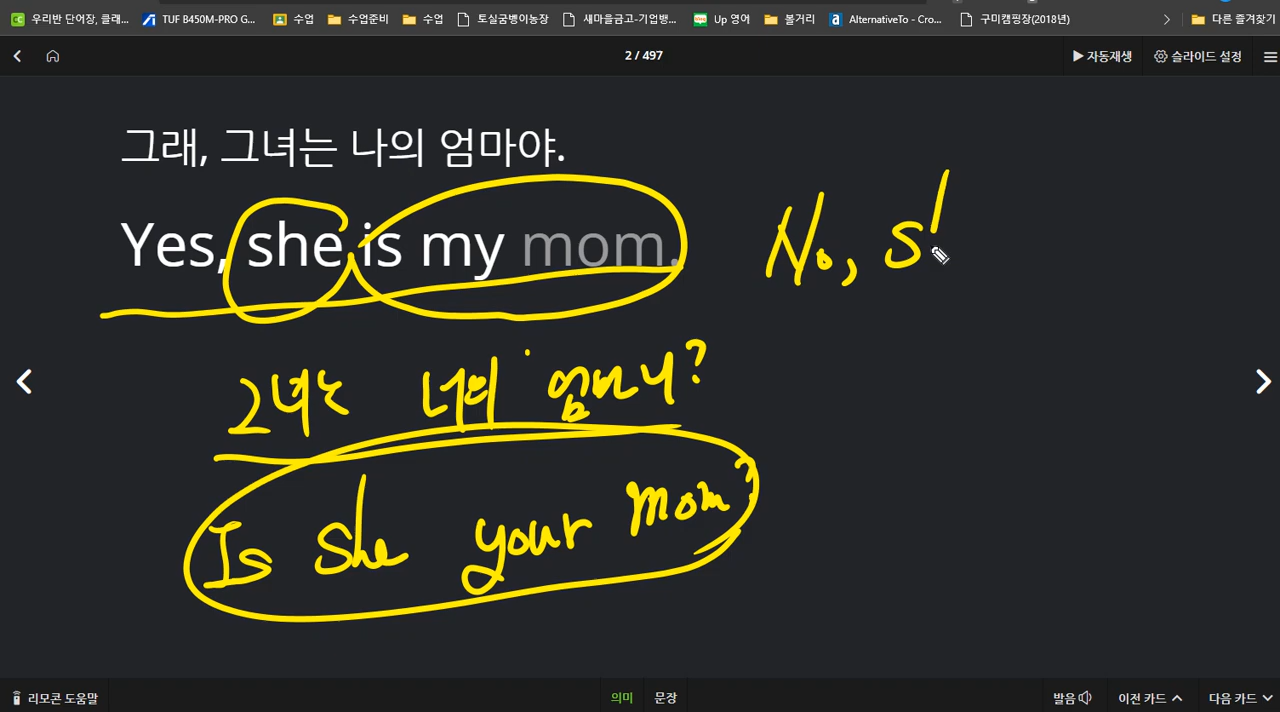 우리반 단어장, 클래... TUF B450M-PRO G... 수업 수업준비 수업 토실굼벵이농장 새마을금고-기업뱅... Up 영어 볼거리 AlternativeTo - Cro... 구미캠핑장(2018년) 다른 즐겨찾기
2 / 497 자동재생 슬라이드 설정
그래, 그녀는 나의 엄마야.
Yes, she is my mom.
No, s
그녀는 너의 엄마니?
Is she your mom?
리모콘 도움말 의미 문장 발음 이전 카드 다음 카드